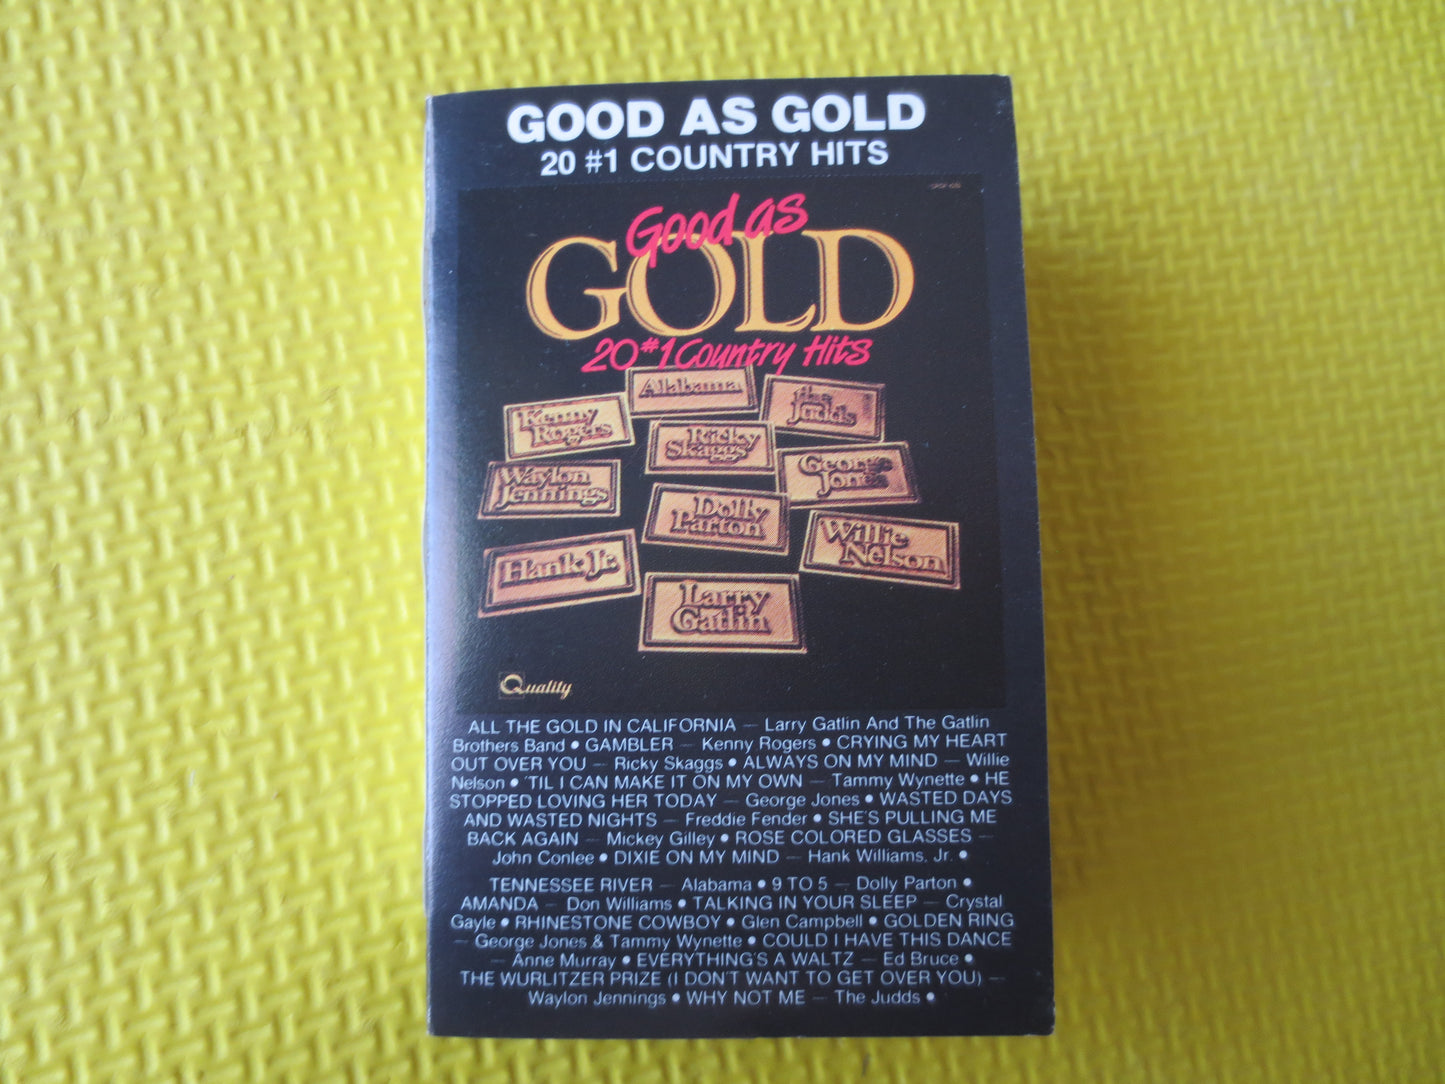 GOOD AS GOLD
20 #1 COUNTRY HITS
Good as
GOLD
20 #1 Country Hits
Alabama
Kenny
Rogers
the
Judds
Ricky
Skaggs
Waylon
Jennings
George
Jones
Dolly
Parton
Willie
Nelson
Hank Jr.
Larry
Gatlin
Quality
ALL THE GOLD IN CALIFORNIA — Larry Gatlin And The Gatlin
Brothers Band • GAMBLER — Kenny Rogers • CRYING MY HEART
OUT OVER YOU — Ricky Skaggs • ALWAYS ON MY MIND — Willie
Nelson • 'TIL I CAN MAKE IT ON MY OWN — Tammy Wynette • HE
STOPPED LOVING HER TODAY — George Jones • WASTED DAYS
AND WASTED NIGHTS — Freddie Fender • SHE'S PULLING ME
BACK AGAIN — Mickey Gilley • ROSE COLORED GLASSES —
John Conlee • DIXIE ON MY MIND — Hank Williams, Jr. •
TENNESSEE RIVER — Alabama • 9 TO 5 — Dolly Parton •
AMANDA — Don Williams • TALKING IN YOUR SLEEP — Crystal
Gayle • RHINESTONE COWBOY • Glen Campbell • GOLDEN RING
— George Jones & Tammy Wynette • COULD I HAVE THIS DANCE
— Anne Murray • EVERYTHING'S A WALTZ — Ed Bruce •
THE WURLITZER PRIZE (I DON'T WANT TO GET OVER YOU) —
Waylon Jennings • WHY NOT ME — The Judds •